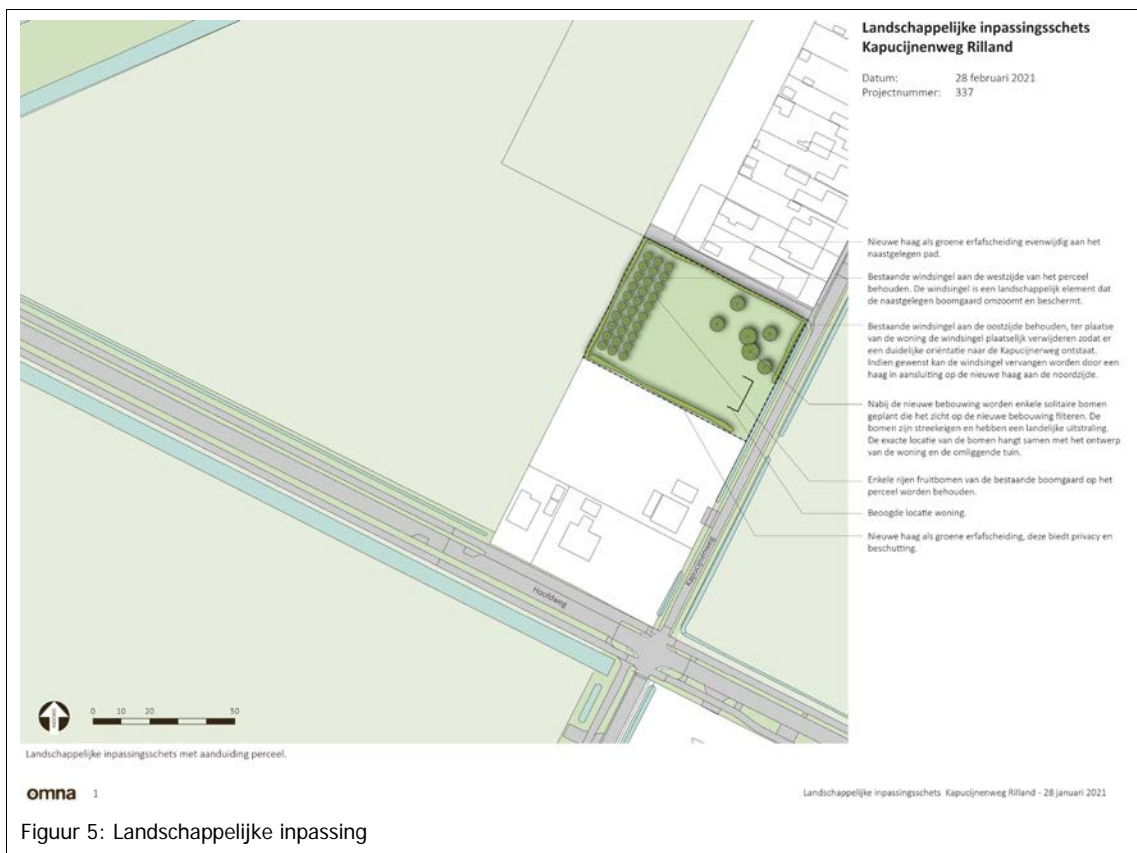 Landschappelijke inpassingsschets
Kapucijnenweg Rilland
Datum: 28 februari 2021
Projectnummer: 337
Nieuwe haag als groene erfafscheiding evenwijdig aan het
naastgelegen pad.
Bestaande windsingel aan de westzijde van het perceel
behouden. De windsingel is een landschappelijk element dat
de naastgelegen boomgaard omzoomt en beschermt.
Bestaande windsingel aan de oostzijde behouden, ter plaatse
van de woning de windsingel plaatselijk verwijderen zodat er
een duidelijke oriëntatie naar de Kapucijnerweg ontstaat.
Indien gewenst kan de windsingel vervangen worden door een
haag in aansluiting op de nieuwe haag aan de noordzijde.
Nabij de nieuwe bebouwing worden enkele solitaire bomen
geplant die het zicht op de nieuwe bebouwing filteren. De
bomen zijn streekeigen en hebben een landelijke uitstraling.
De exacte locatie van de bomen hangt samen met het ontwerp
van de woning en de omliggende tuin.
Enkele rijen fruitbomen van de bestaande boomgaard op het
perceel worden behouden.
Beoogde locatie woning.
Nieuwe haag als groene erfafscheiding, deze biedt privacy en
beschutting.
Kapucijnenweg
Hoofdweg
0 10 20 50
Landschappelijke inpassingsschets met aanduiding perceel.
omna 1
Landschappelijke inpassingsschets Kapucijnenweg Rilland - 28 januari 2021
Figuur 5: Landschappelijke inpassing